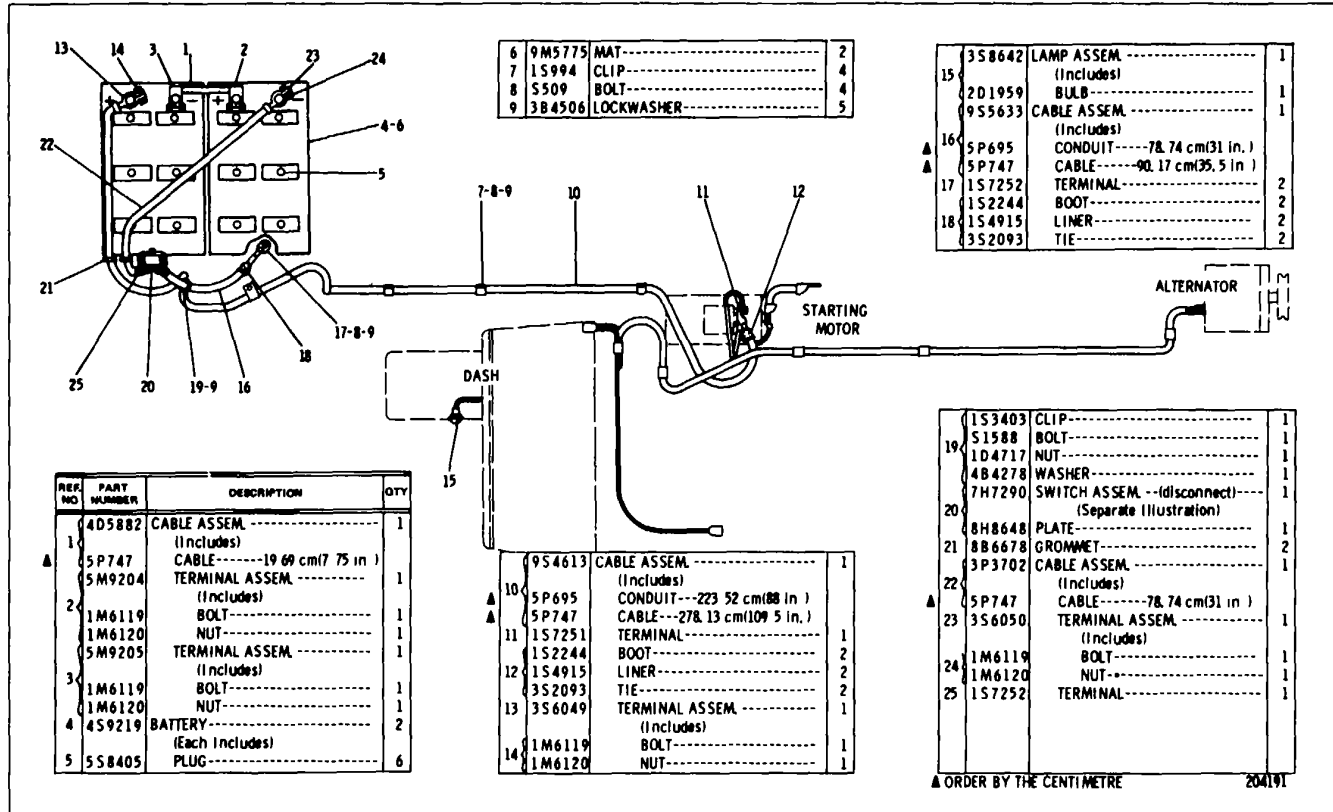 13 14 3 1 2 23 24
4-6
5
22
7-8-9 10 11 12
21
17-8-9
18
25 20 19-9 16
+ - + -
STARTING
MOTOR
ALTERNATOR
DASH
15
6 9M5775 MAT 2
7 1S994 CLIP 4
8 S509 BOLT 4
9 3B4506 LOCKWASHER 5
15 3S8642 LAMP ASSEM. 1
(Includes)
2D1959 BULB 1
16 9S5633 CABLE ASSEM. 1
(Includes)
▲ 5P695 CONDUIT-----78.74 cm(31 in.)
▲ 5P747 CABLE------90.17 cm(35.5 in)
17 1S7252 TERMINAL 2
18 1S2244 BOOT 2
1S4915 LINER 2
3S2093 TIE 2
REF. NO PART NUMBER DESCRIPTION QTY
1 4D5882 CABLE ASSEM. 1
(Includes)
▲ 5P747 CABLE------19 69 cm(7 75 in)
2 5M9204 TERMINAL ASSEM. 1
(Includes)
1M6119 BOLT 1
1M6120 NUT 1
3 5M9205 TERMINAL ASSEM. 1
(Includes)
1M6119 BOLT 1
1M6120 NUT 1
4 4S9219 BATTERY 2
(Each Includes)
5 5S8405 PLUG 6
10 9S4613 CABLE ASSEM. 1
(Includes)
▲ 5P695 CONDUIT---223 52 cm(88 in)
▲ 5P747 CABLE---278.13 cm(109 5 in.)
11 1S7251 TERMINAL 1
12 1S2244 BOOT 2
1S4915 LINER 2
3S2093 TIE 2
13 3S6049 TERMINAL ASSEM. 1
(Includes)
14 1M6119 BOLT 1
1M6120 NUT 1
19 1S3403 CLIP 1
S1588 BOLT 1
1D4717 NUT 1
4B4278 WASHER 1
20 7H7290 SWITCH ASSEM. --(disconnect)---- 1
(Separate Illustration)
8H8648 PLATE 1
21 8B6678 GROMMET 2
22 3P3702 CABLE ASSEM. 1
(Includes)
▲ 5P747 CABLE------78.74 cm(31 in)
23 3S6050 TERMINAL ASSEM. 1
(Includes)
24 1M6119 BOLT 1
1M6120 NUT 1
25 1S7252 TERMINAL 1
▲ ORDER BY THE CENTIMETRE 204191